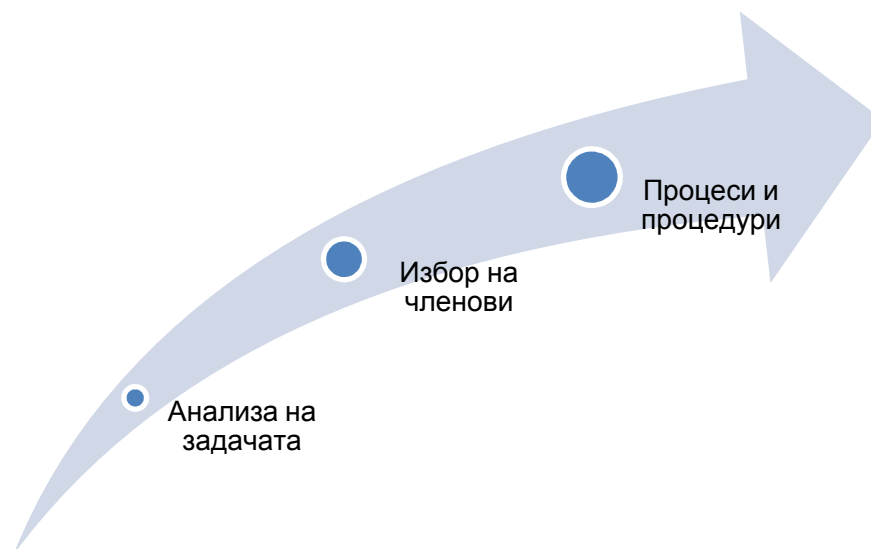 Процеси и
процедури
Избор на
членови
Анализа на
задачата